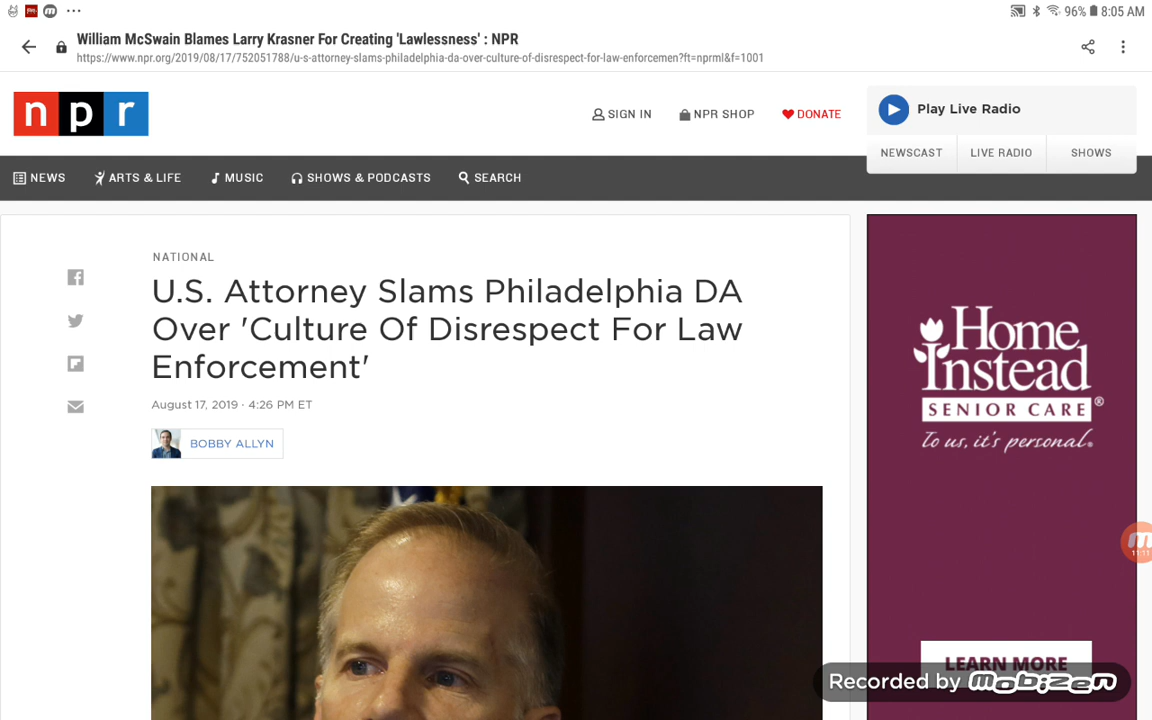 96% 8:05 AM
William McSwain Blames Larry Krasner For Creating 'Lawlessness' : NPR
https://www.npr.org/2019/08/17/752051788/u-s-attorney-slams-philadelphia-da-over-culture-of-disrespect-for-law-enforcemen?ft=nprml&f=1001
npr
SIGN IN
NPR SHOP
DONATE
Play Live Radio
NEWSCAST
LIVE RADIO
SHOWS
NEWS
ARTS & LIFE
MUSIC
SHOWS & PODCASTS
SEARCH
NATIONAL
U.S. Attorney Slams Philadelphia DA
Over 'Culture Of Disrespect For Law
Enforcement'
August 17, 2019 · 4:26 PM ET
BOBBY ALLYN
Home
Instead
SENIOR CARE®
To us, it's personal.
11:11
LEARN MORE
Recorded by mobizen